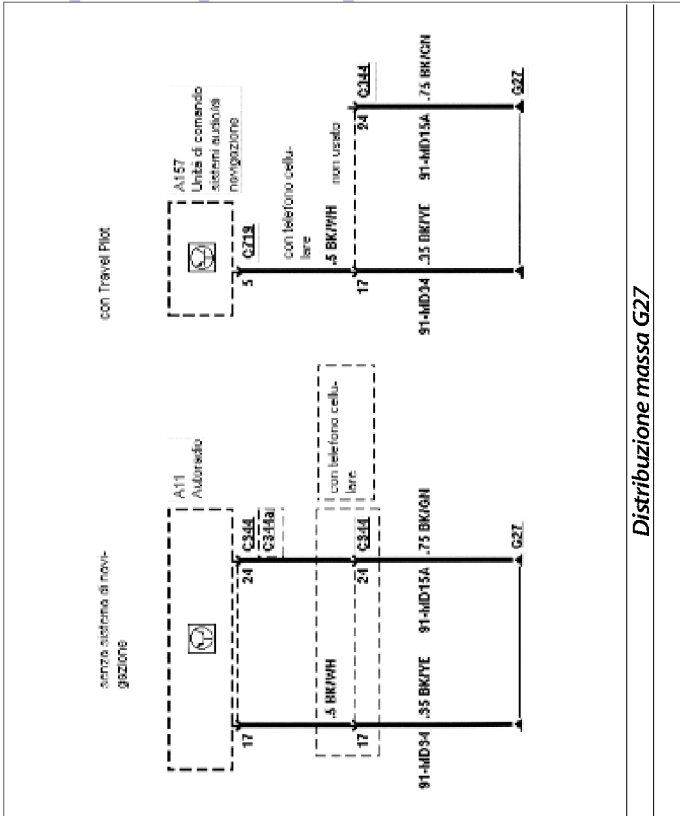 con Travel Pilot
A157
Unità di comando
sistemi audio/di
navigazione
5
C719
con telefono cellu-
lare
.5 BK/WH
non usato
17
24
C344
91-MD34
.35 BK/YE
91-MD15A
.75 BK/GN
G27
senza sistema di navi-
gazione
A11
Autoradio
17
24
C344
C344a
.5 BK/WH
con telefono cellu-
lare
17
24
C344
91-MD34
.35 BK/YE
91-MD15A
.75 BK/GN
G27
Distribuzione massa G27